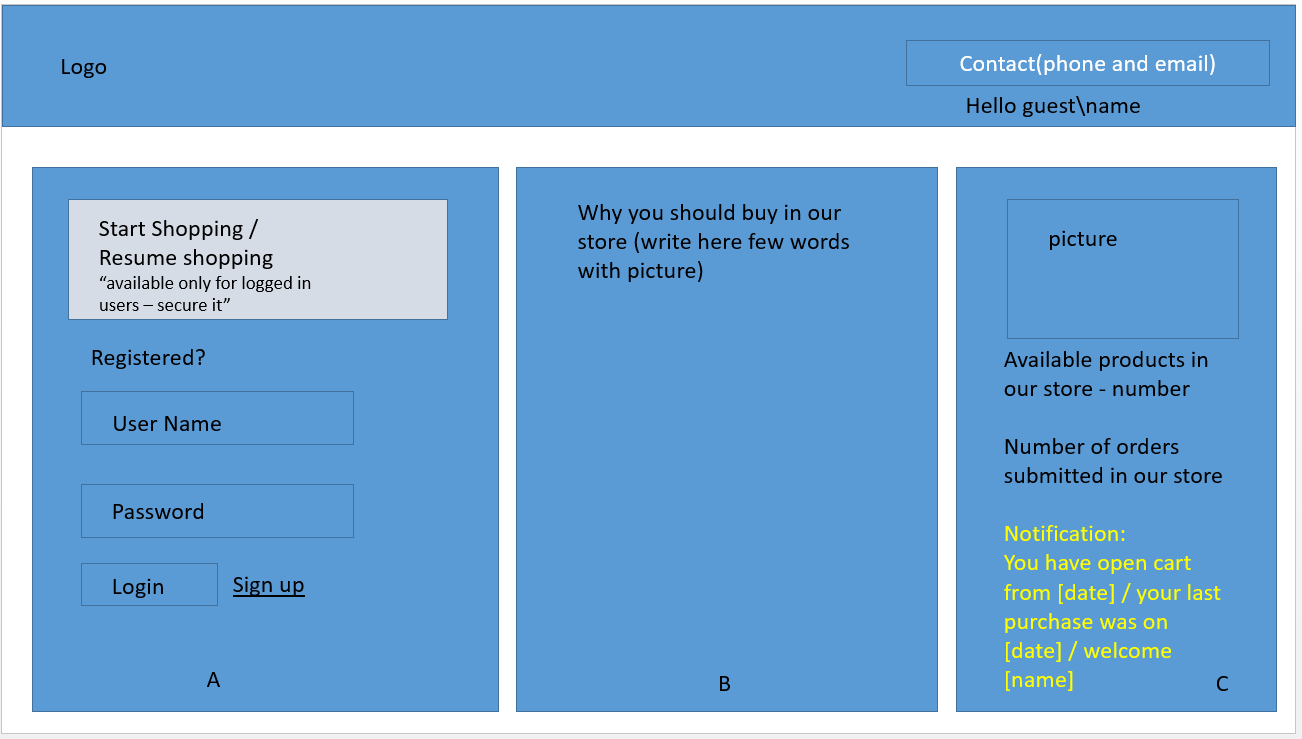 Logo
Contact(phone and email)
Hello guest\name
Start Shopping /
Resume shopping
“available only for logged in
users – secure it”
Registered?
User Name
Password
Login
Sign up
A
Why you should buy in our
store (write here few words
with picture)
B
picture
Available products in
our store - number
Number of orders
submitted in our store
Notification:
You have open cart
from [date] / your last
purchase was on
[date] / welcome
[name]
C